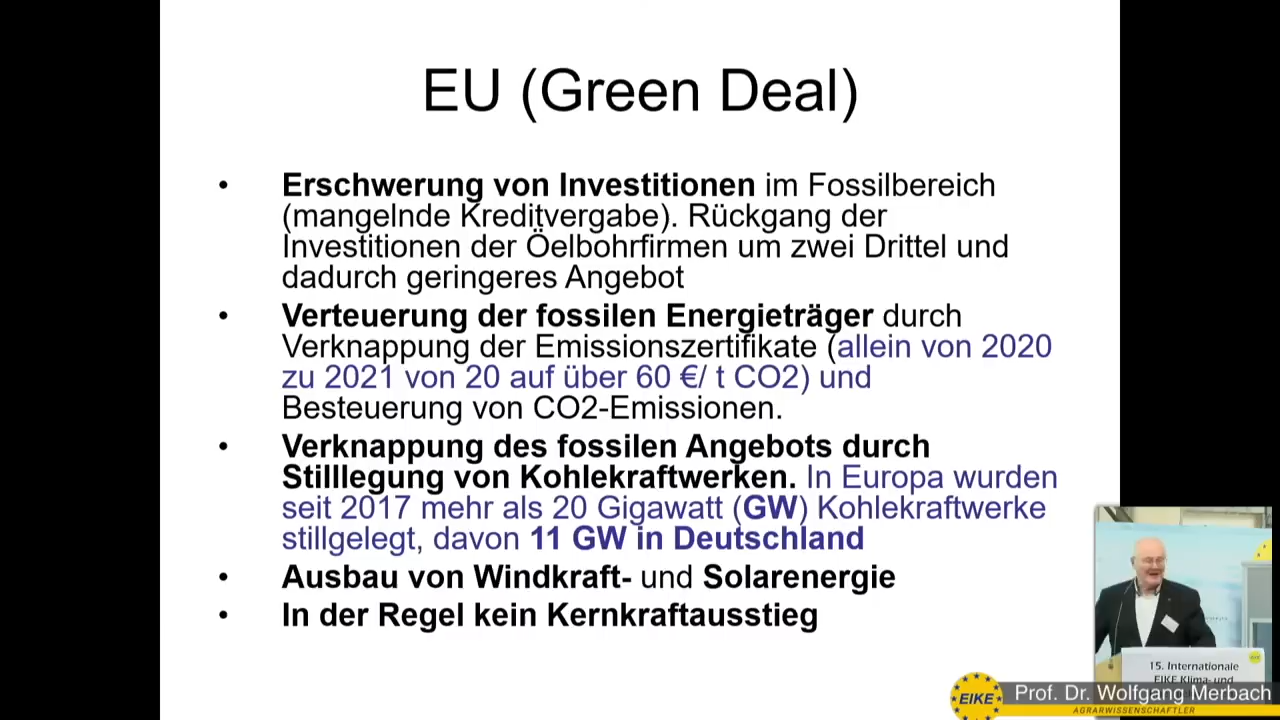 EU (Green Deal)
• Erschwerung von Investitionen im Fossilbereich
(mangelnde Kreditvergabe). Rückgang der
Investitionen der Öelbohrfirmen um zwei Drittel und
dadurch geringeres Angebot
• Verteuerung der fossilen Energieträger durch
Verknappung der Emissionszertifikate (allein von 2020
zu 2021 von 20 auf über 60 €/ t CO2) und
Besteuerung von CO2-Emissionen.
• Verknappung des fossilen Angebots durch
Stilllegung von Kohlekraftwerken. In Europa wurden
seit 2017 mehr als 20 Gigawatt (GW) Kohlekraftwerke
stillgelegt, davon 11 GW in Deutschland
• Ausbau von Windkraft- und Solarenergie
• In der Regel kein Kernkraftausstieg
15. Internationale
EIKE Klima- und
EIKE
Prof. Dr. Wolfgang Merbach
AGRARWISSENSCHAFTLER